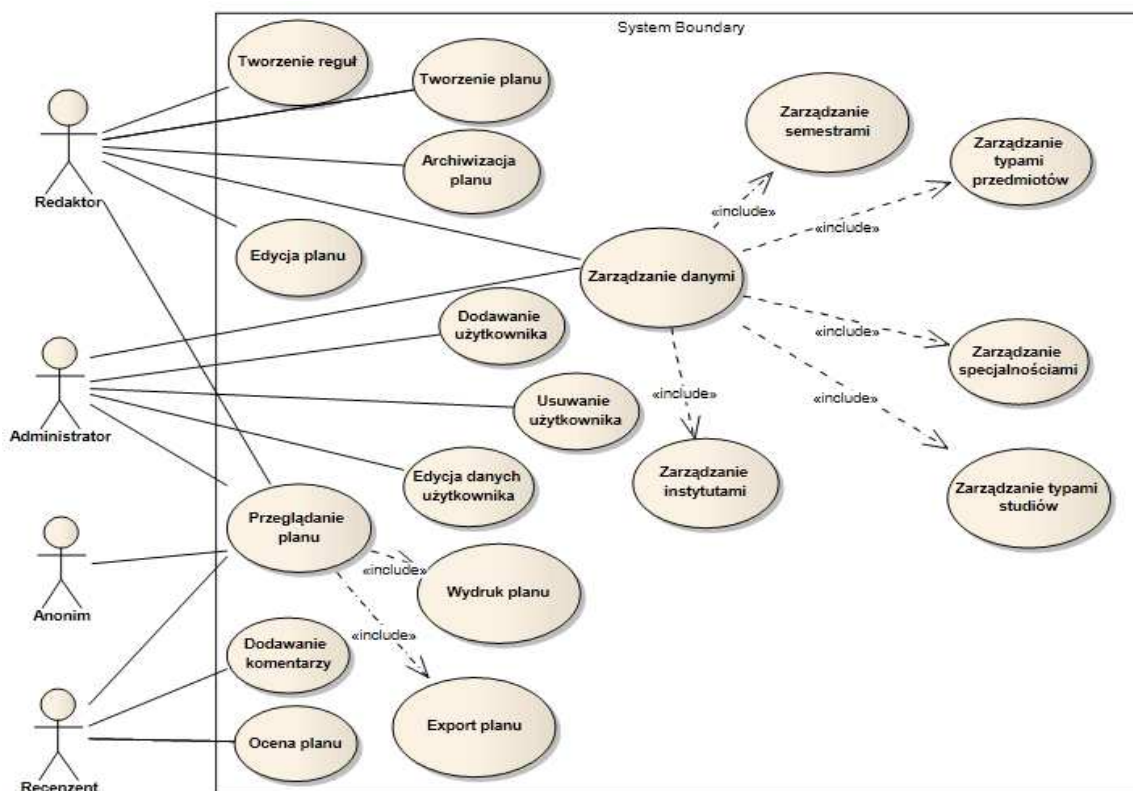 System Boundary
Tworzenie reguł
Tworzenie planu
Zarządzanie
semestrami
Zarządzanie
typami
przedmiotów
Archiwizacja
planu
Redaktor
«include»
«include»
Edycja planu
Zarządzanie danymi
Dodawanie
użytkownika
«include»
Zarządzanie
specjalnościami
«include»
«include»
Usuwanie
użytkownika
Administrator
Edycja danych
użytkownika
Zarządzanie
instytutami
Zarządzanie typami
studiów
Przeglądanie
planu
«include»
Wydruk planu
Anonim
«include»
Dodawanie
komentarzy
Export planu
Ocena planu
Recenzent